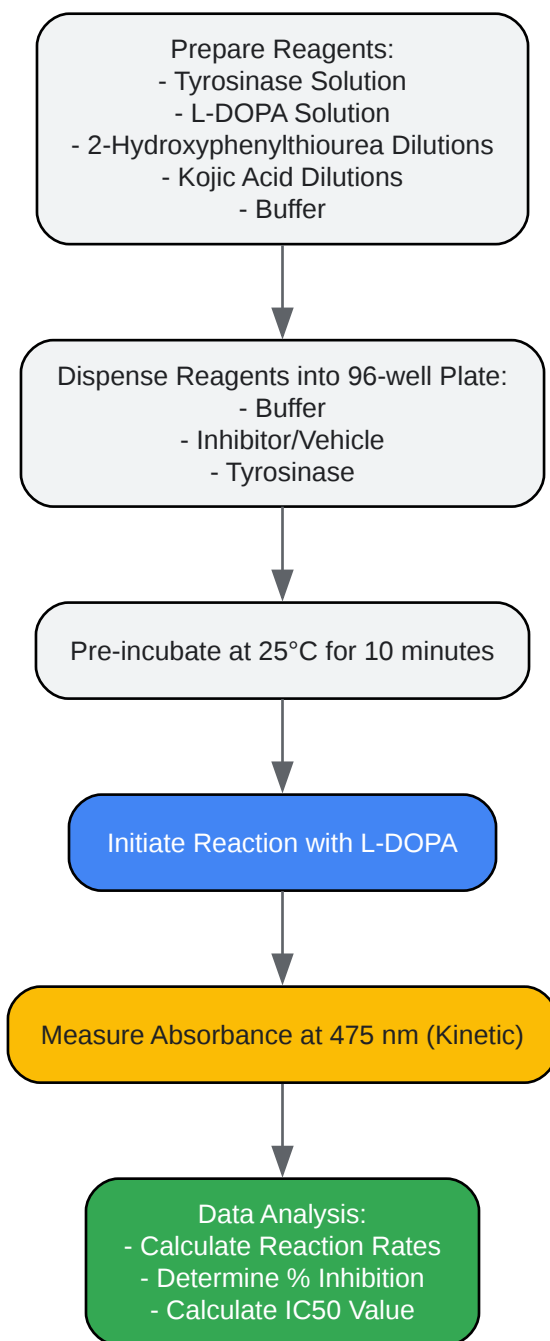 Prepare Reagents:
- Tyrosinase Solution
- L-DOPA Solution
- 2-Hydroxyphenylthiourea Dilutions
- Kojic Acid Dilutions
- Buffer
Dispense Reagents into 96-well Plate:
- Buffer
- Inhibitor/Vehicle
- Tyrosinase
Pre-incubate at 25°C for 10 minutes
Initiate Reaction with L-DOPA
Measure Absorbance at 475 nm (Kinetic)
Data Analysis:
- Calculate Reaction Rates
- Determine % Inhibition
- Calculate IC50 Value